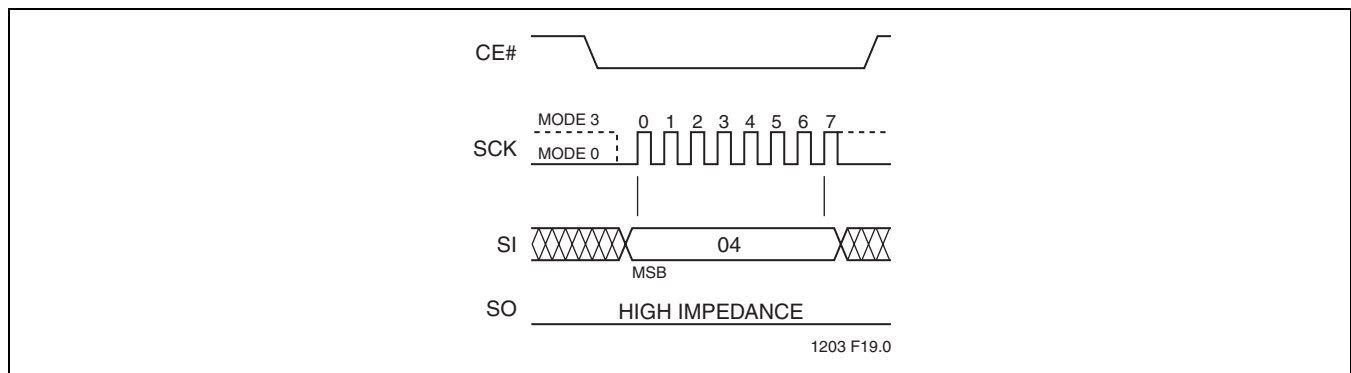 CE#
MODE 3 0 1 2 3 4 5 6 7
SCK
MODE 0
SI 04
MSB
SO HIGH IMPEDANCE
1203 F19.0